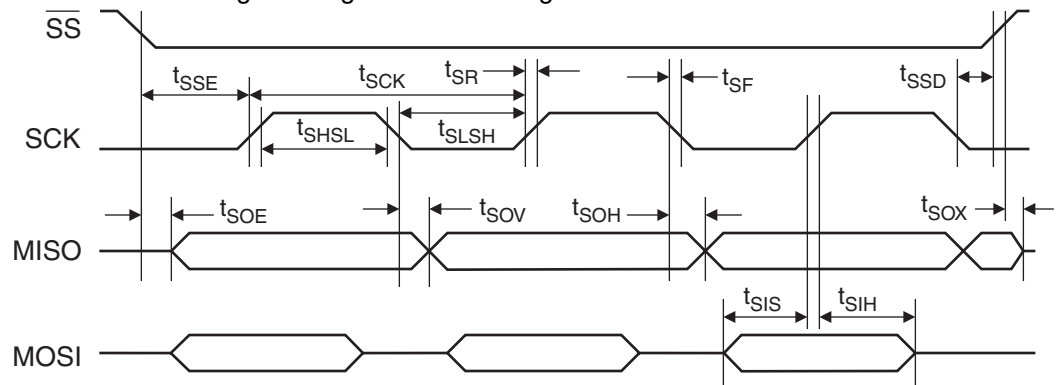 SS
tSSE
tSCK
tSR
tSF
tSSD
SCK
tSHSL
tSLSH
tSOE
tSOV
tSOH
tSOX
MISO
tSIS
tSIH
MOSI